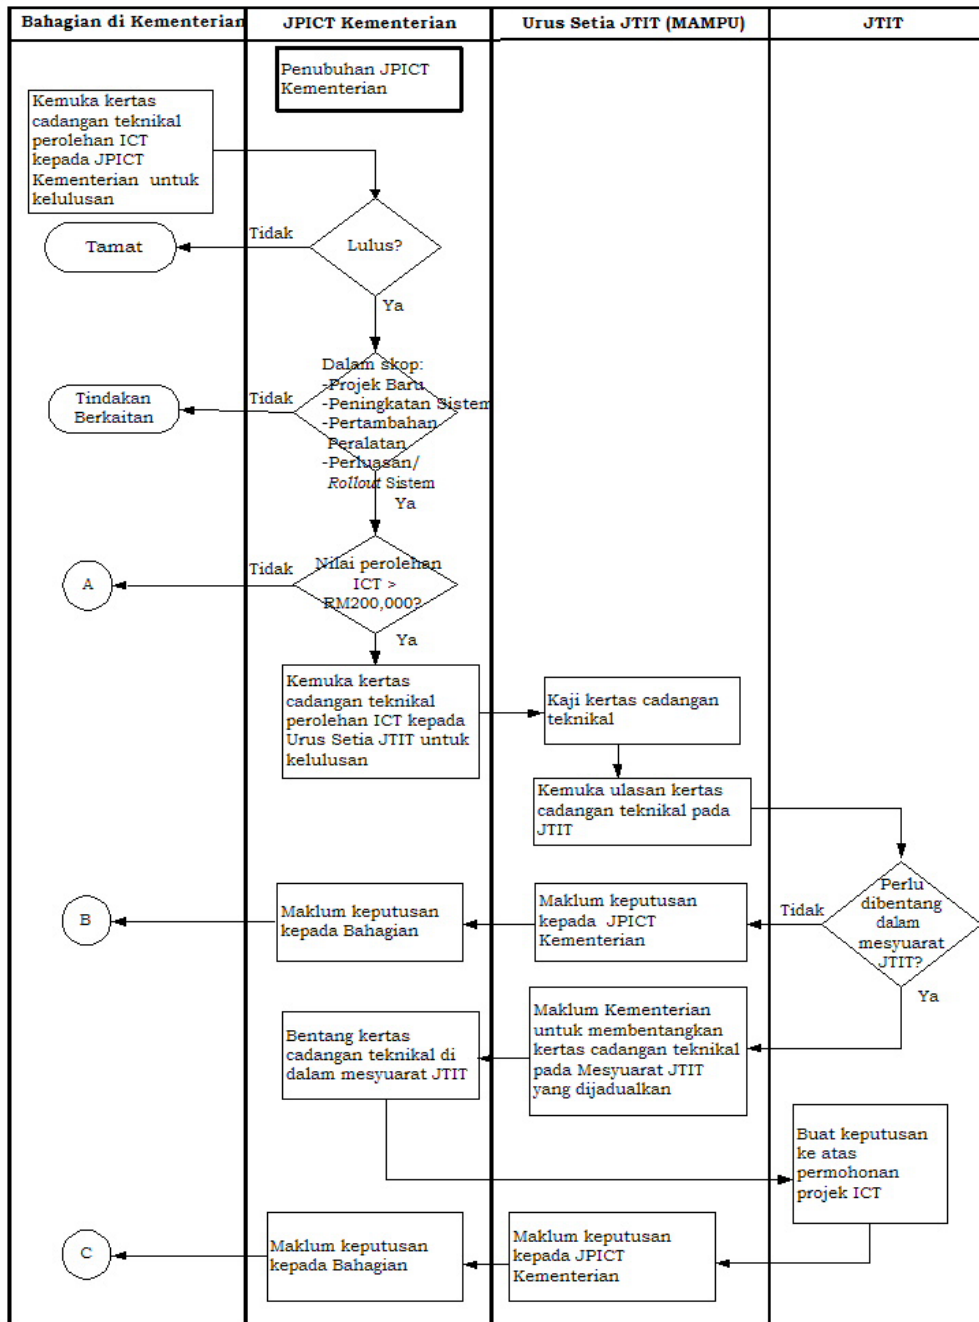 Bahagian di Kementerian
JPICT Kementerian
Urus Setia JTIT (MAMPU)
JTIT
Penubuhan JPICT
Kementerian
Kemuka kertas
cadangan teknikal
perolehan ICT
kepada JPICT
Kementerian untuk
kelulusan
Lulus?
Tidak
Tamat
Ya
Dalam skop:
-Projek Baru
-Peningkatan Sistem
-Pertambahan
Peralatan
-Perluasan/
Rollout Sistem
Tidak
Tindakan
Berkaitan
Ya
Nilai perolehan
ICT >
RM200,000?
Tidak
A
Ya
Kemuka kertas
cadangan teknikal
perolehan ICT kepada
Urus Setia JTIT untuk
kelulusan
Kaji kertas cadangan
teknikal
Kemuka ulasan kertas
cadangan teknikal pada
JTIT
Perlu
dibentang
dalam
mesyuarat
JTIT?
Tidak
Maklum keputusan
kepada JPICT
Kementerian
Maklum keputusan
kepada Bahagian
B
Ya
Maklum Kementerian
untuk membentangkan
kertas cadangan teknikal
pada Mesyuarat JTIT
yang dijadualkan
Bentang kertas
cadangan teknikal di
dalam mesyuarat JTIT
Buat keputusan
ke atas
permohonan
projek ICT
Maklum keputusan
kepada JPICT
Kementerian
Maklum keputusan
kepada Bahagian
C